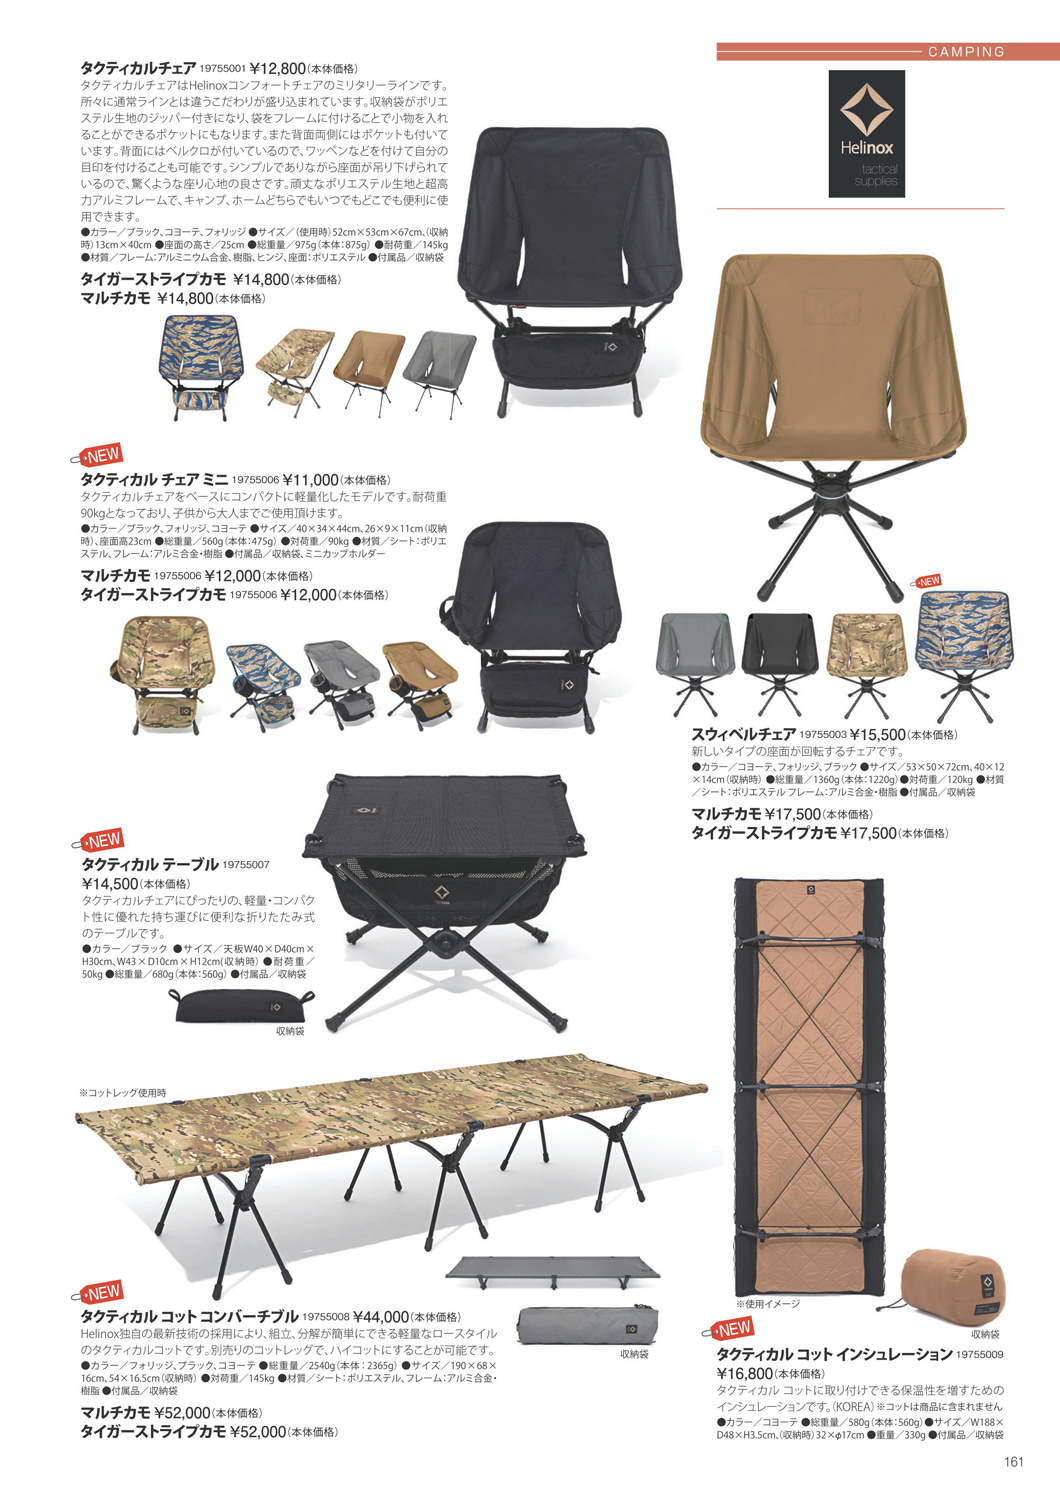 CAMPING
Helinox
tactical
supplies
タクティカルチェア 19755001 ¥12,800(本体価格)
タクティカルチェアはHelinoxコンフォートチェアのミリタリーラインです。
所々に通常ラインとは違うこだわりが盛り込まれています。収納袋がポリエ
ステル生地のジッパー付きになり、袋をフレームに付けることで小物を入れ
ることができるポケットにもなります。また背面両側にはポケットも付いて
います。背面にはベルクロが付いているので、ワッペンなどを付けて自分の
目印を付けることも可能です。シンプルでありながら座面が吊り下げられて
いるので、驚くような座り心地の良さです。頑丈なポリエステル生地と超高
力アルミフレームで、キャンプ、ホームどちらでもいつでもどこでも便利に使
用できます。
●カラー／ブラック、コヨーテ、フォリッジ ●サイズ／（使用時）52cm×53cm×67cm、（収納
時）13cm×40cm ●座面の高さ／25cm ●総重量／975g（本体：875g） ●耐荷重／145kg
●材質／フレーム：アルミニウム合金、樹脂、ヒンジ、座面：ポリエステル ●付属品／収納袋
タイガーストライプカモ ¥14,800(本体価格)
マルチカモ ¥14,800(本体価格)
NEW
タクティカル チェア ミニ 19755006 ¥11,000(本体価格)
タクティカルチェアをベースにコンパクトに軽量化したモデルです。耐荷重
90kgとなっており、子供から大人までご使用頂けます。
●カラー／ブラック、フォリッジ、コヨーテ ●サイズ／40×34×44cm、26×9×11cm（収納
時）、座面高23cm ●総重量／560g（本体：475g） ●対荷重／90kg ●材質／シート：ポリエ
ステル、フレーム：アルミ合金・樹脂 ●付属品／収納袋、ミニカップホルダー
マルチカモ 19755006 ¥12,000(本体価格)
タイガーストライプカモ 19755006 ¥12,000(本体価格)
NEW
スウィベルチェア 19755003 ¥15,500(本体価格)
新しいタイプの座面が回転するチェアです。
●カラー／コヨーテ、フォリッジ、ブラック ●サイズ／53×50×72cm、40×12
×14cm（収納時） ●総重量／1360g（本体：1220g） ●対荷重／120kg ●材質
／シート：ポリエステル フレーム：アルミ合金・樹脂 ●付属品／収納袋
マルチカモ ¥17,500(本体価格)
タイガーストライプカモ ¥17,500(本体価格)
NEW
タクティカル テーブル 19755007
¥14,500(本体価格)
タクティカルチェアにぴったりの、軽量・コンパク
ト性に優れた持ち運びに便利な折りたたみ式
のテーブルです。
●カラー／ブラック ●サイズ／天板W40×D40cm×
H30cm、W43×D10cm×H12cm(収納時) ●耐荷重／
50kg ●総重量／680g（本体：560g） ●付属品／収納袋
収納袋
※コットレッグ使用時
NEW
タクティカル コット コンバーチブル 19755008 ¥44,000(本体価格)
Helinox独自の最新技術の採用により、組立、分解が簡単にできる軽量なロースタイル
のタクティカルコットです。別売りのコットレッグで、ハイコットにすることが可能です。
●カラー／フォリッジ、ブラック、コヨーテ ●総重量／2540g（本体：2365g） ●サイズ／190×68×
16cm、54×16.5cm（収納時） ●対荷重／145kg ●材質／シート：ポリエステル、フレーム：アルミ合金・
樹脂 ●付属品／収納袋
マルチカモ ¥52,000(本体価格)
タイガーストライプカモ ¥52,000(本体価格)
収納袋
※使用イメージ
収納袋
NEW
タクティカル コット インシュレーション 19755009
¥16,800(本体価格)
タクティカル コットに取り付けできる保温性を増すための
インシュレーションです。（KOREA）※コットは商品に含まれません
●カラー／コヨーテ ●総重量／580g（本体：560g） ●サイズ／W188×
D48×H3.5cm、（収納時）32×φ17cm ●重量／330g ●付属品／収納袋
161